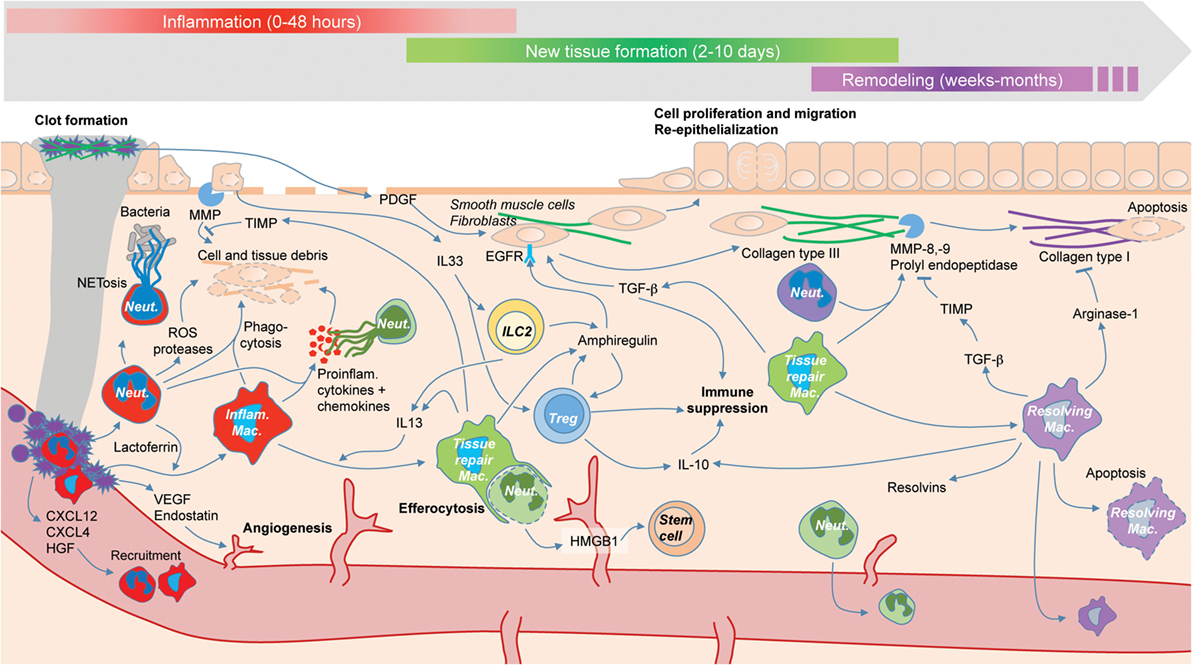 Inflammation (0-48 hours)
New tissue formation (2-10 days)
Remodeling (weeks-months)
Clot formation
Cell proliferation and migration
Re-epithelialization
Bacteria
MMP
TIMP
Cell and tissue debris
NETosis
Neut.
ROS
proteases
Phago-
cytosis
Neut.
Proinflam.
cytokines +
chemokines
Neut.
Inflam.
Mac.
Lactoferrin
VEGF
Endostatin
CXCL12
CXCL4
HGF
Recruitment
Angiogenesis
PDGF
Smooth muscle cells
Fibroblasts
EGFR
IL33
ILC2
Amphiregulin
TGF-β
Treg
IL13
Tissue
repair
Mac.
Neut.
Efferocytosis
HMGB1
Stem
cell
Immune
suppression
IL-10
Collagen type III
Neut.
MMP-8,-9
Prolyl endopeptidase
TIMP
TGF-β
Tissue
repair
Mac.
Apoptosis
Collagen type I
Arginase-1
Resolving
Mac.
Resolvins
Apoptosis
Resolving
Mac.
Neut.